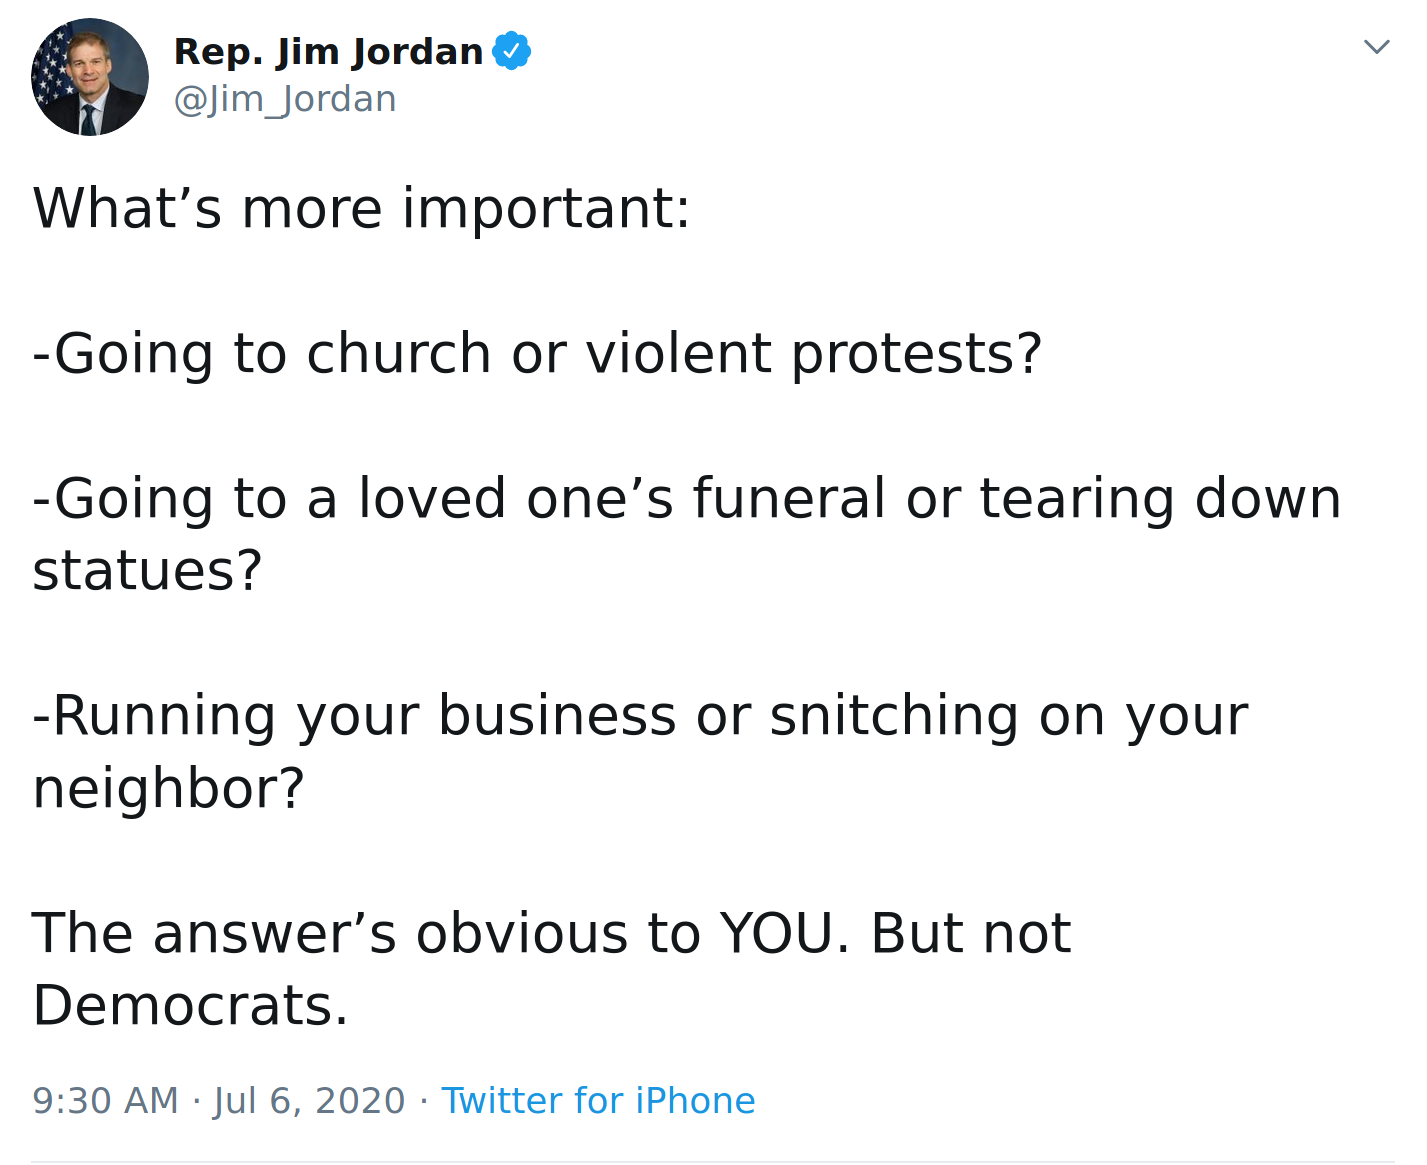 Rep. Jim Jordan
@Jim_Jordan
What’s more important:
-Going to church or violent protests?
-Going to a loved one’s funeral or tearing down
statues?
-Running your business or snitching on your
neighbor?
The answer’s obvious to YOU. But not
Democrats.
9:30 AM · Jul 6, 2020 · Twitter for iPhone